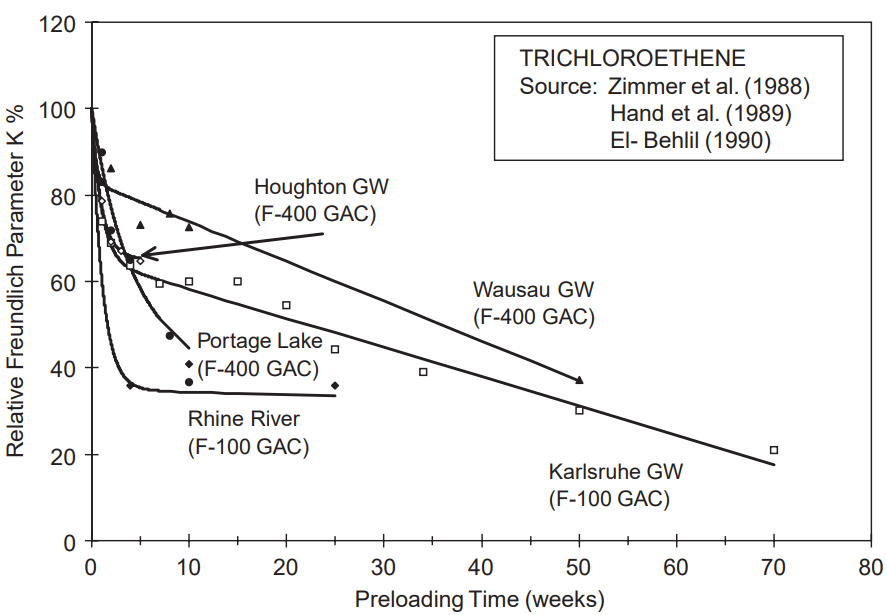 120
100
80
60
40
20
0
Relative Freundlich Parameter K %
TRICHLOROETHENE
Source: Zimmer et al. (1988)
Hand et al. (1989)
El- Behlil (1990)
Houghton GW
(F-400 GAC)
Wausau GW
(F-400 GAC)
Portage Lake
(F-400 GAC)
Rhine River
(F-100 GAC)
Karlsruhe GW
(F-100 GAC)
0 10 20 30 40 50 60 70 80
Preloading Time (weeks)